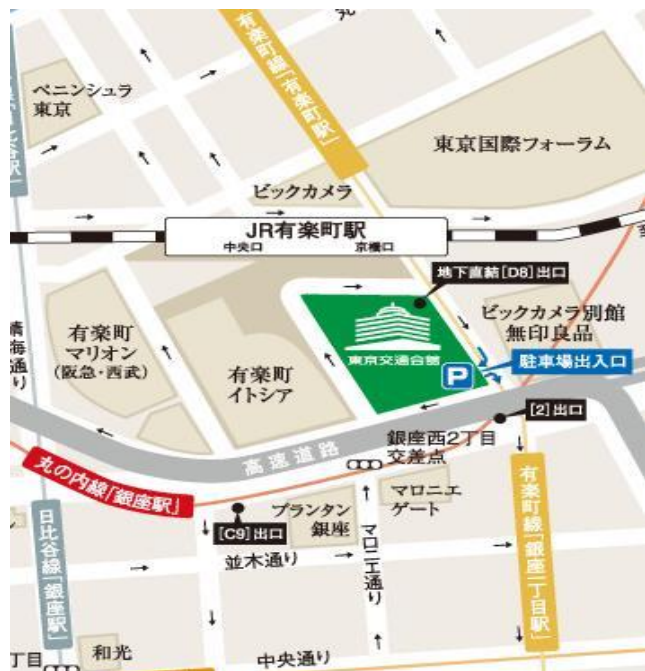 有楽町線「有楽町駅」
ペニンシュラ
東京
東京国際フォーラム
ビックカメラ
JR有楽町駅
中央口
京橋口
地下直結[D8]出口
ビックカメラ別館
無印良品
東京交通会館
P
駐車場出入口
晴海通り
有楽町
マリオン
(阪急・西武)
有楽町
イトシア
[2]出口
高速道路
銀座西2丁目
交差点
丸の内線「銀座駅」
マロニエ
ゲート
プランタン
銀座
[C9]出口
並木通り
マロニエ通り
有楽町線「銀座一丁目駅」
日比谷線「銀座駅」
丁目
和光
中央通り